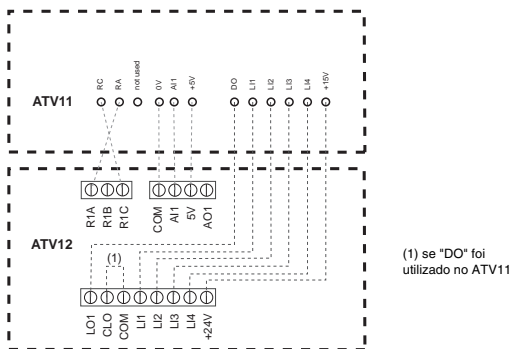 RC
RA
not used
0V
AI1
+5V
DO
LI1
LI2
LI3
LI4
+15V
ATV11
R1A
R1B
R1C
COM
AI1
5V
AO1
ATV12
(1)
LO1
CLO
COM
LI1
LI2
LI3
LI4
+24V
(1) se "DO" foi
utilizado no ATV11